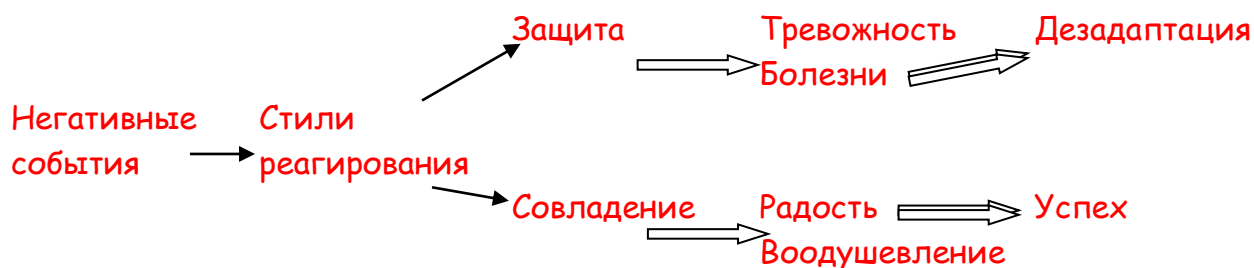 Защита
Тревожность
Болезни
Дезадаптация
Негативные
события
Стили
реагирования
Совладение
Радость
Воодушевление
Успех